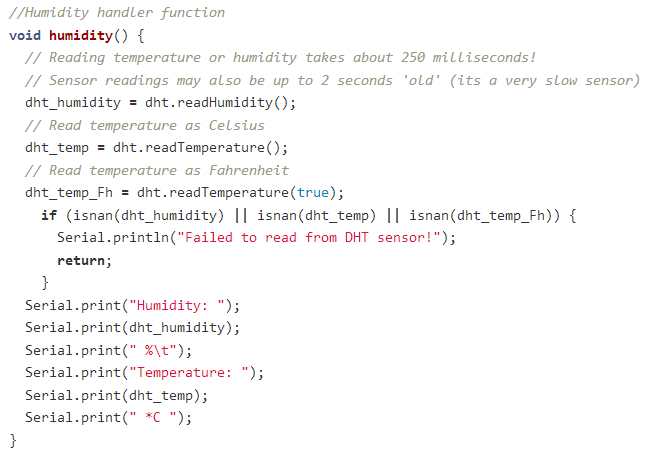 //Humidity handler function
void humidity() {
  // Reading temperature or humidity takes about 250 milliseconds!
  // Sensor readings may also be up to 2 seconds 'old' (its a very slow sensor)
  dht_humidity = dht.readHumidity();
  // Read temperature as Celsius
  dht_temp = dht.readTemperature();
  // Read temperature as Fahrenheit
  dht_temp_Fh = dht.readTemperature(true);
    if (isnan(dht_humidity) || isnan(dht_temp) || isnan(dht_temp_Fh)) {
      Serial.println("Failed to read from DHT sensor!");
      return;
    }
  Serial.print("Humidity: ");
  Serial.print(dht_humidity);
  Serial.print(" %\t");
  Serial.print("Temperature: ");
  Serial.print(dht_temp);
  Serial.print(" *C ");
}